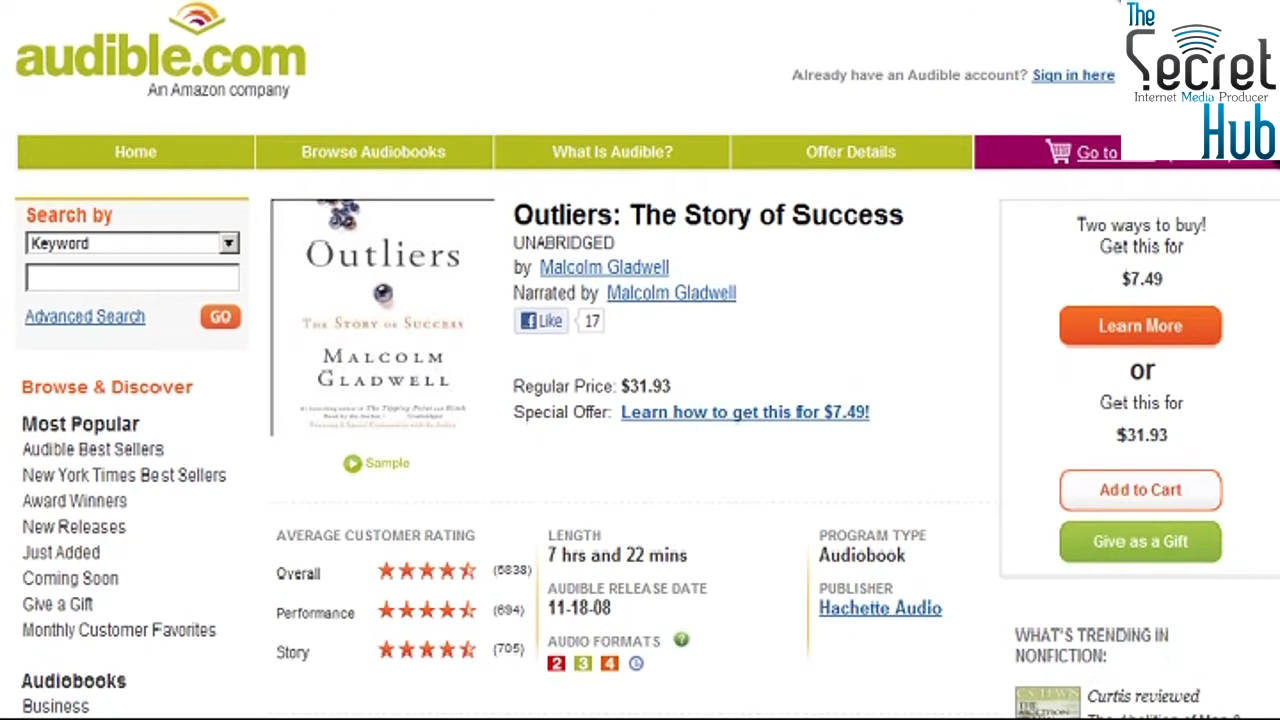 audible.com
An Amazon company
Already have an Audible account? Sign in here
The
Secret
Internet Media Producer
Hub
Home
Browse Audiobooks
What Is Audible?
Offer Details
Go to
Search by
Keyword
Advanced Search
GO
Browse & Discover
Most Popular
Audible Best Sellers
New York Times Best Sellers
Award Winners
New Releases
Just Added
Coming Soon
Give a Gift
Monthly Customer Favorites
Audiobooks
Business
Outliers
The Story of Success
Malcolm
Gladwell
Sample
Outliers: The Story of Success
UNABRIDGED
by Malcolm Gladwell
Narrated by Malcolm Gladwell
Like 17
Regular Price: $31.93
Special Offer: Learn how to get this for $7.49!
AVERAGE CUSTOMER RATING
Overall (5838)
Performance (694)
Story (705)
LENGTH
7 hrs and 22 mins
AUDIBLE RELEASE DATE
11-18-08
AUDIO FORMATS ?
2 3 4
PROGRAM TYPE
Audiobook
PUBLISHER
Hachette Audio
Two ways to buy!
Get this for
$7.49
Learn More
or
Get this for
$31.93
Add to Cart
Give as a Gift
WHAT'S TRENDING IN
NONFICTION:
C.S. LEWIS
THE
Curtis reviewed